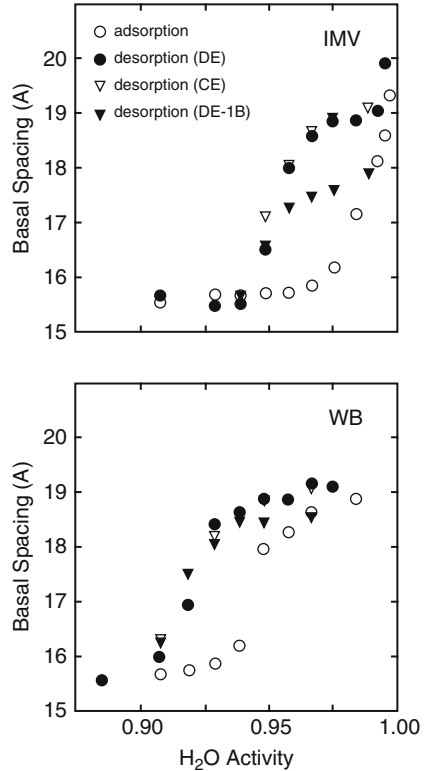 20
19
18
17
16
15
Basal Spacing (A)
adsorption
desorption (DE)
desorption (CE)
desorption (DE-1B)
IMV
20
19
18
17
16
15
Basal Spacing (A)
WB
0.90 0.95 1.00
H2O Activity